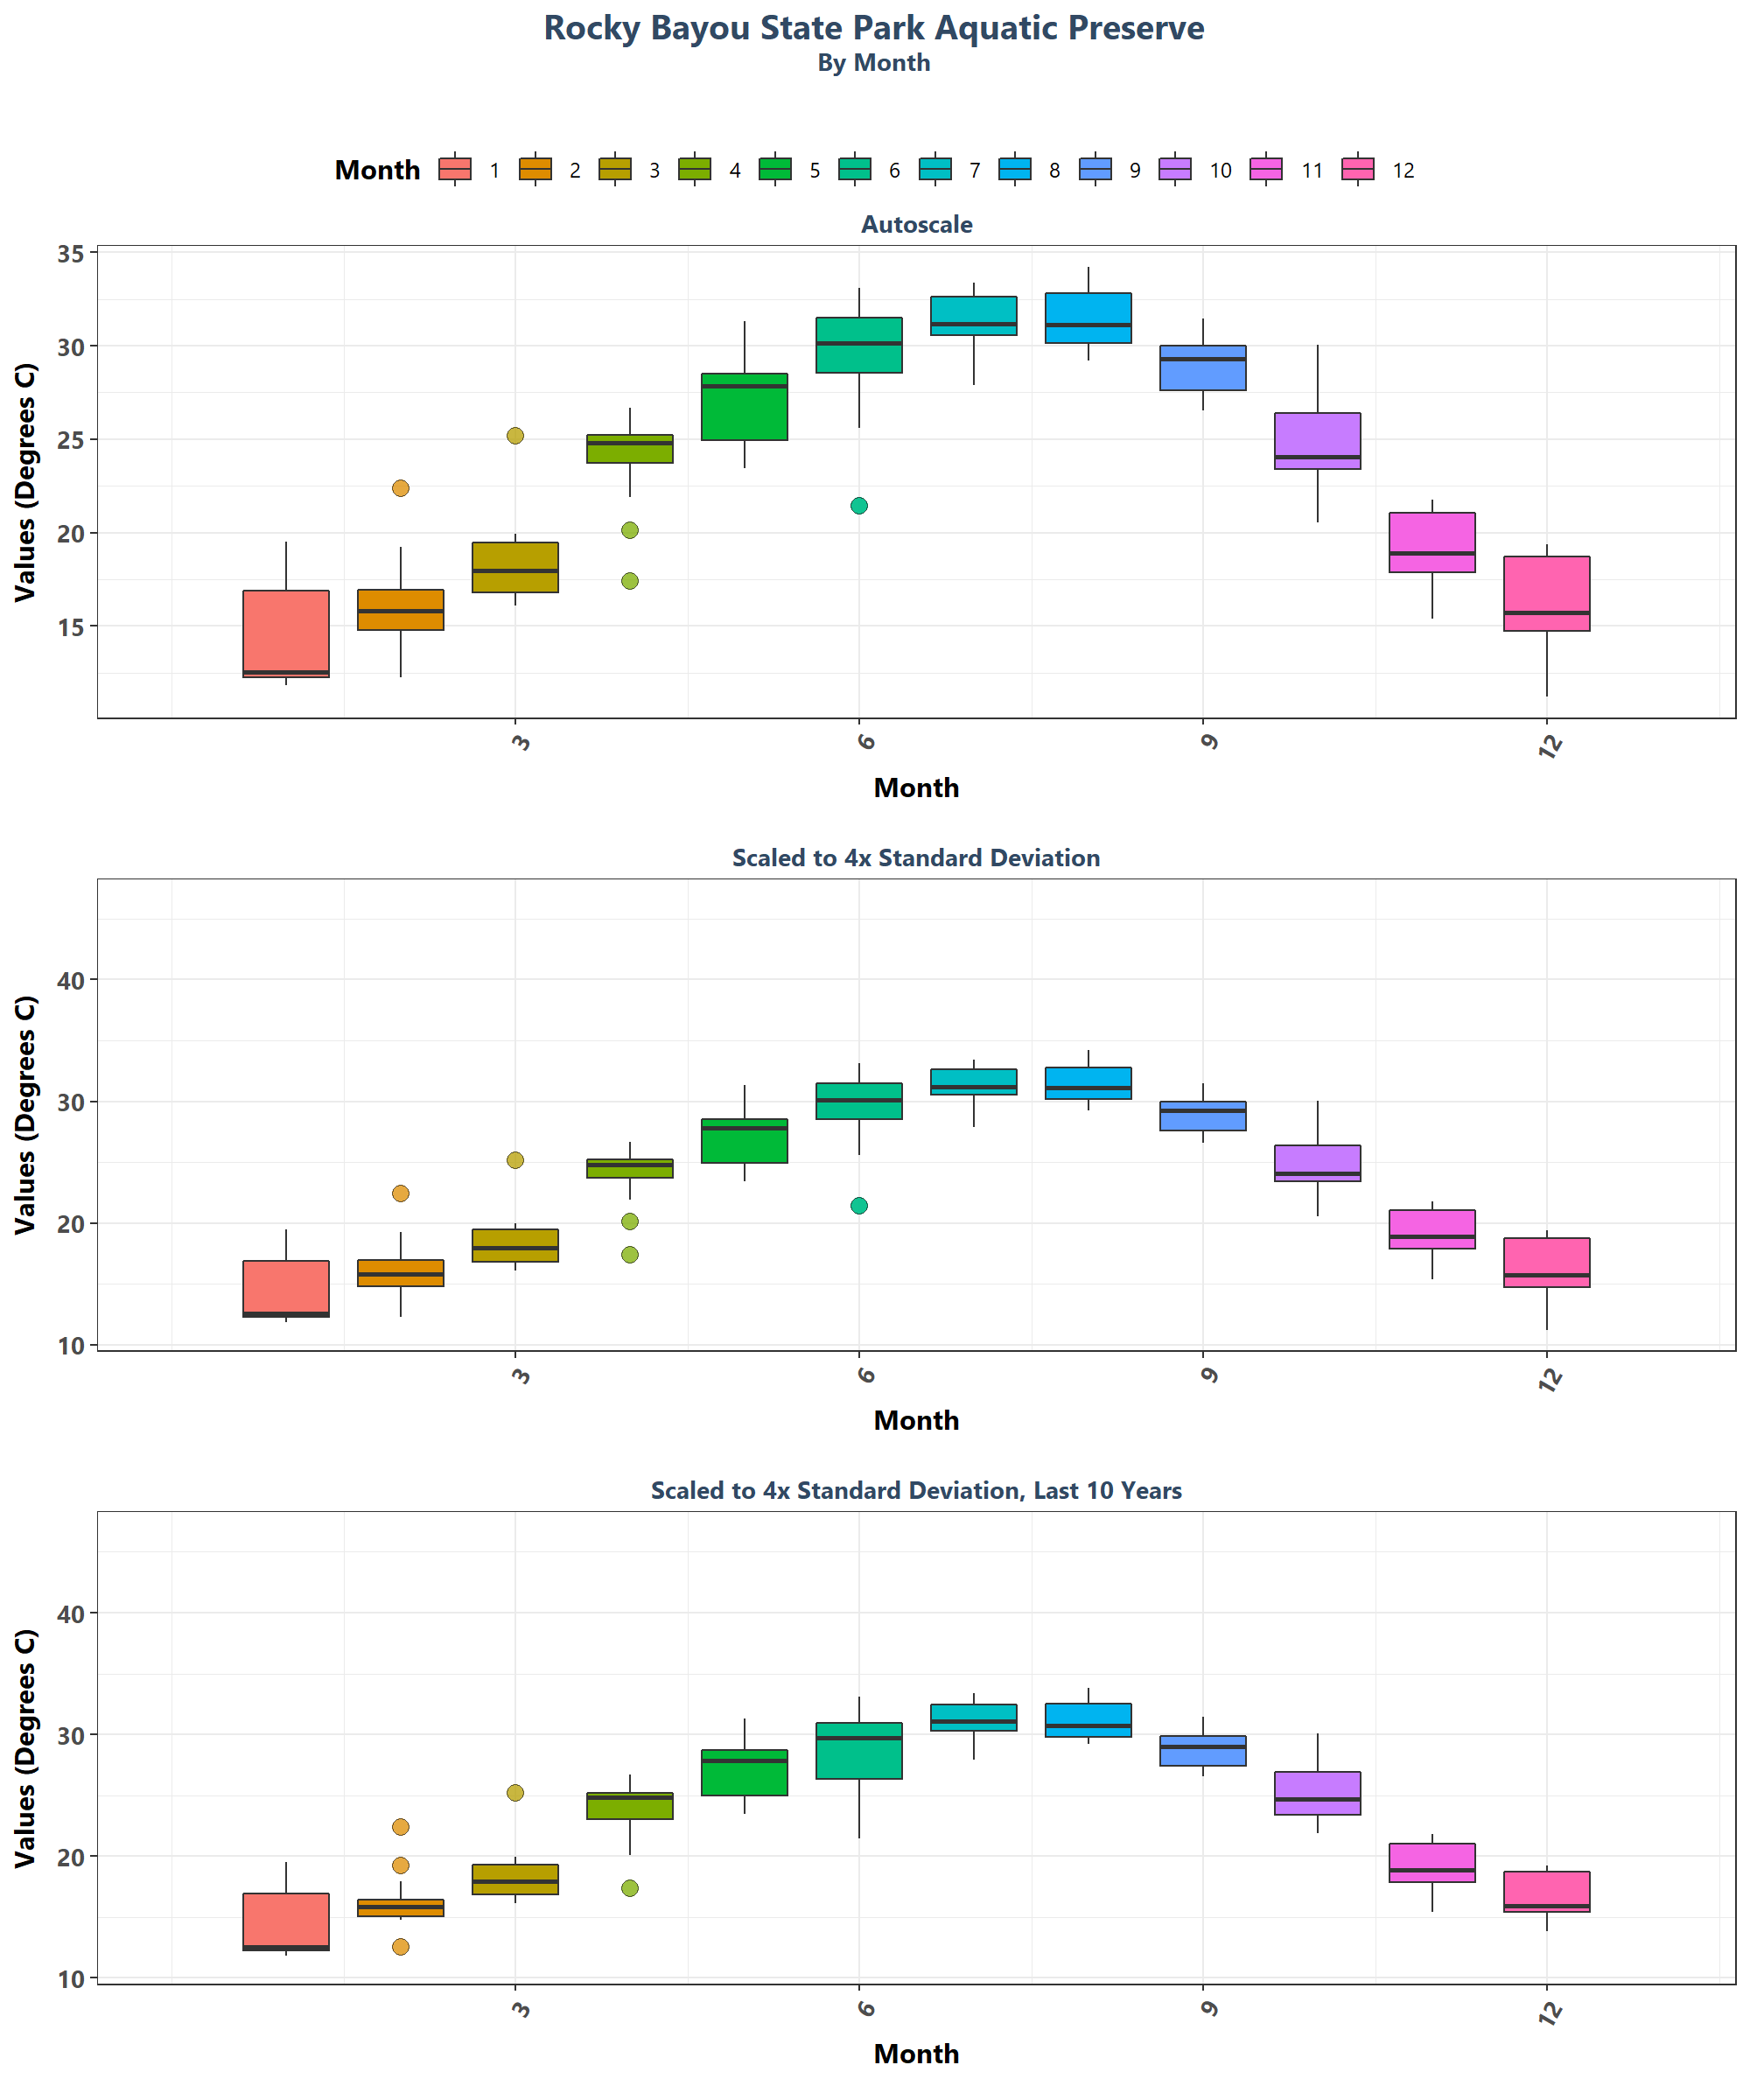 Rocky Bayou State Park Aquatic Preserve
By Month
Month 1 2 3 4 5 6 7 8 9 10 11 12
Autoscale
Values (Degrees C)
35
30
25
20
15
3 6 9 12
Month
Scaled to 4x Standard Deviation
Values (Degrees C)
40
30
20
10
3 6 9 12
Month
Scaled to 4x Standard Deviation, Last 10 Years
Values (Degrees C)
40
30
20
10
3 6 9 12
Month